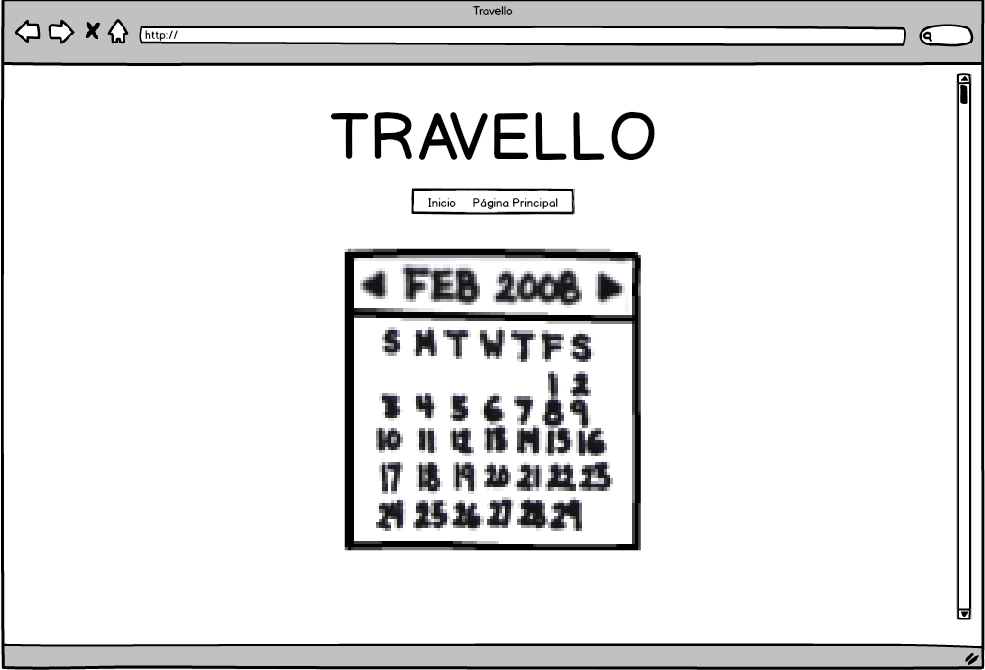 Travello
http://
TRAVELLO
Inicio Página Principal
FEB 2008
S M T W T F S
1 2
3 4 5 6 7 8 9
10 11 12 13 14 15 16
17 18 19 20 21 22 23
24 25 26 27 28 29